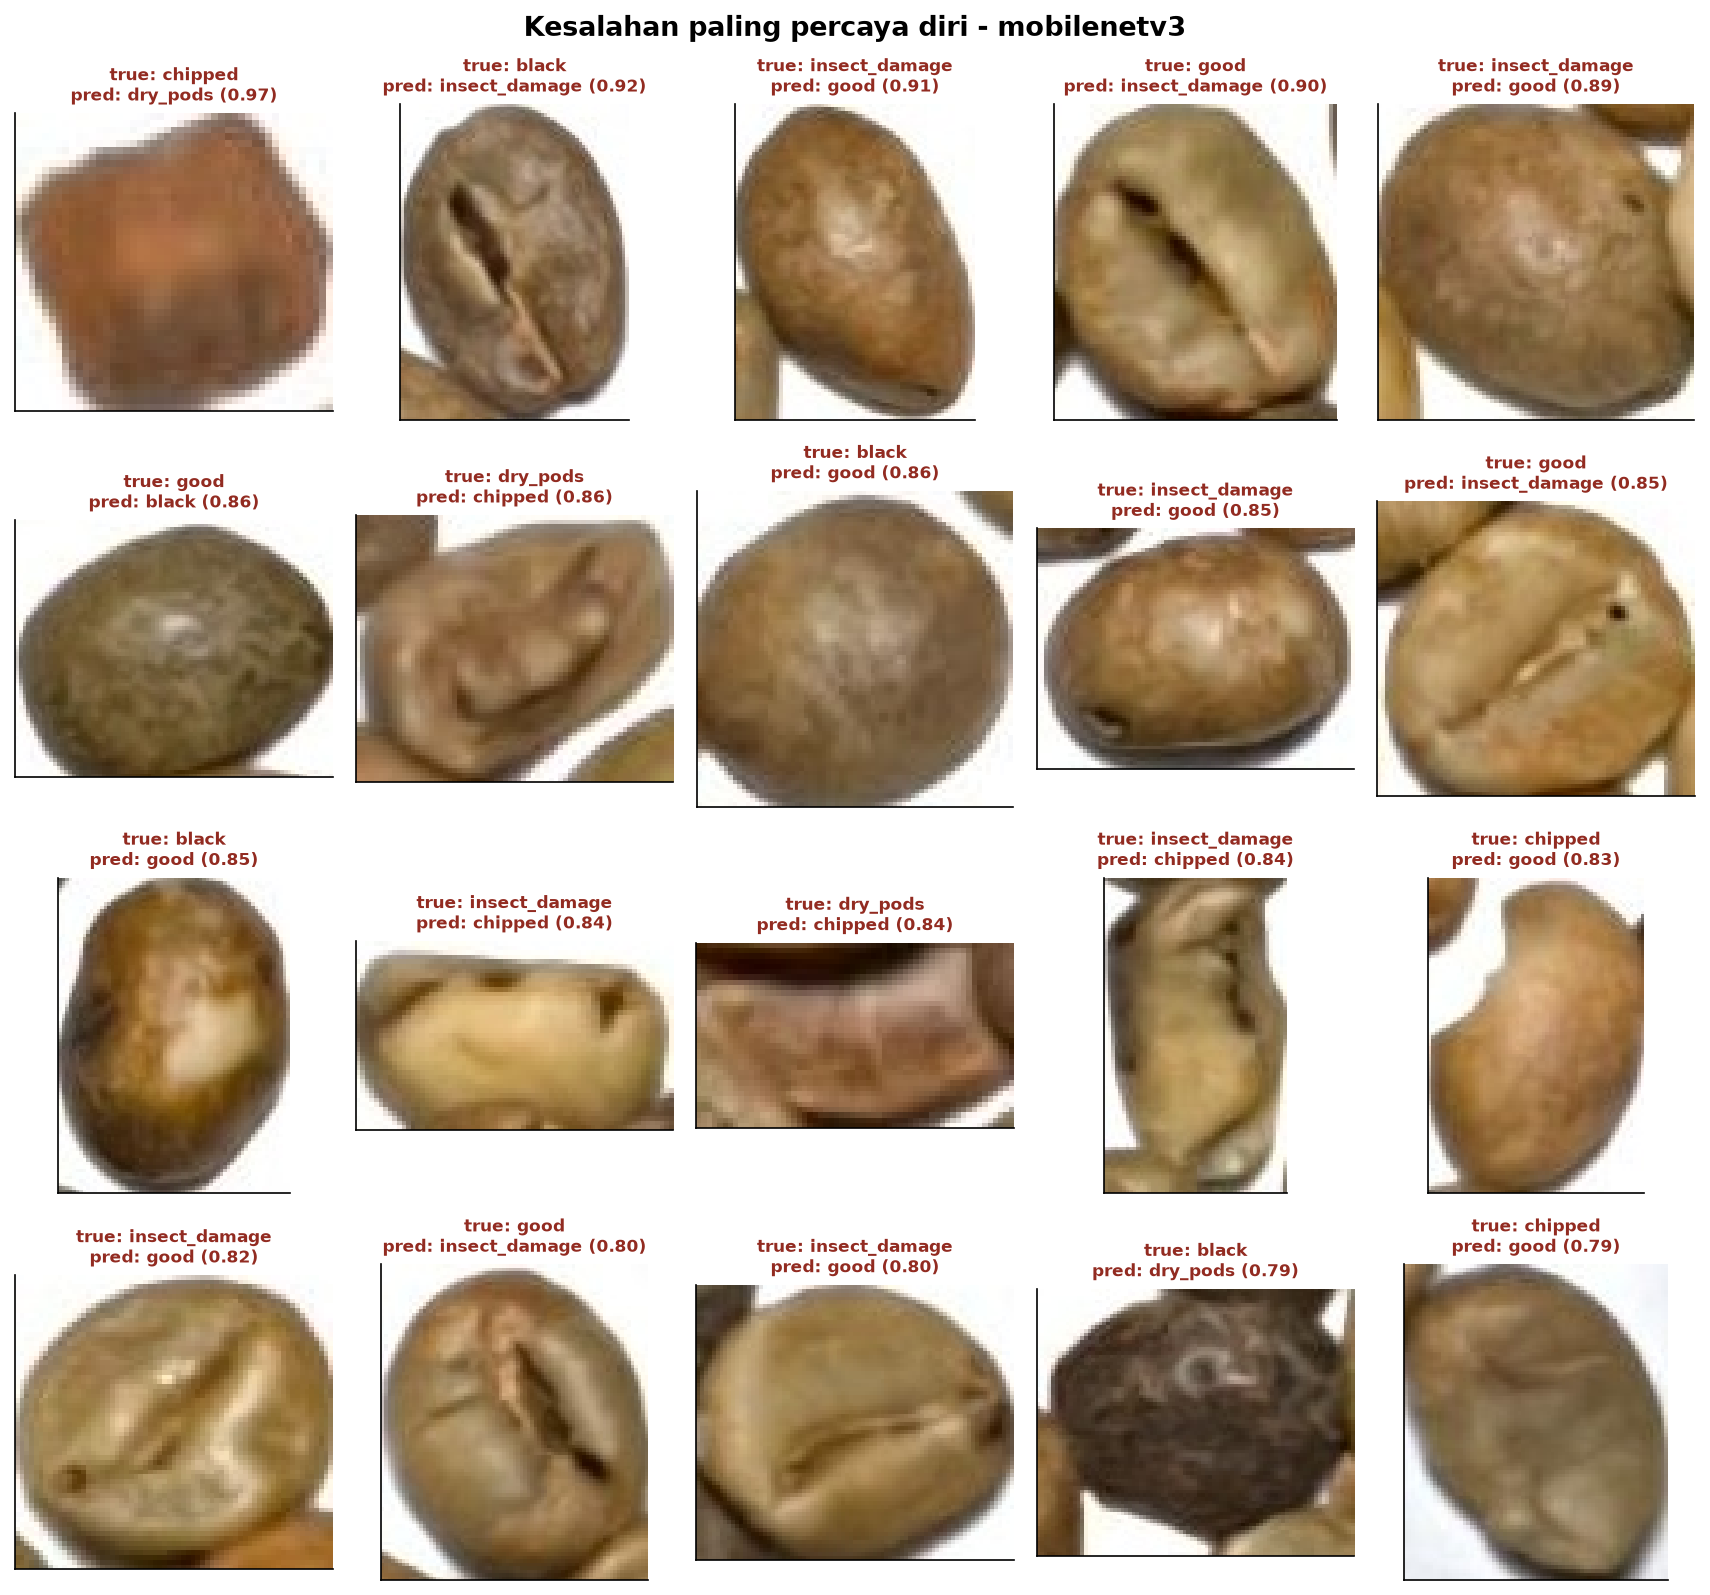 Kesalahan paling percaya diri - mobilenetv3
true: chipped
pred: dry_pods (0.97)
true: black
pred: insect_damage (0.92)
true: insect_damage
pred: good (0.91)
true: good
pred: insect_damage (0.90)
true: insect_damage
pred: good (0.89)
true: good
pred: black (0.86)
true: dry_pods
pred: chipped (0.86)
true: black
pred: good (0.86)
true: insect_damage
pred: good (0.85)
true: good
pred: insect_damage (0.85)
true: black
pred: good (0.85)
true: insect_damage
pred: chipped (0.84)
true: dry_pods
pred: chipped (0.84)
true: insect_damage
pred: chipped (0.84)
true: chipped
pred: good (0.83)
true: insect_damage
pred: good (0.82)
true: good
pred: insect_damage (0.80)
true: insect_damage
pred: good (0.80)
true: black
pred: dry_pods (0.79)
true: chipped
pred: good (0.79)